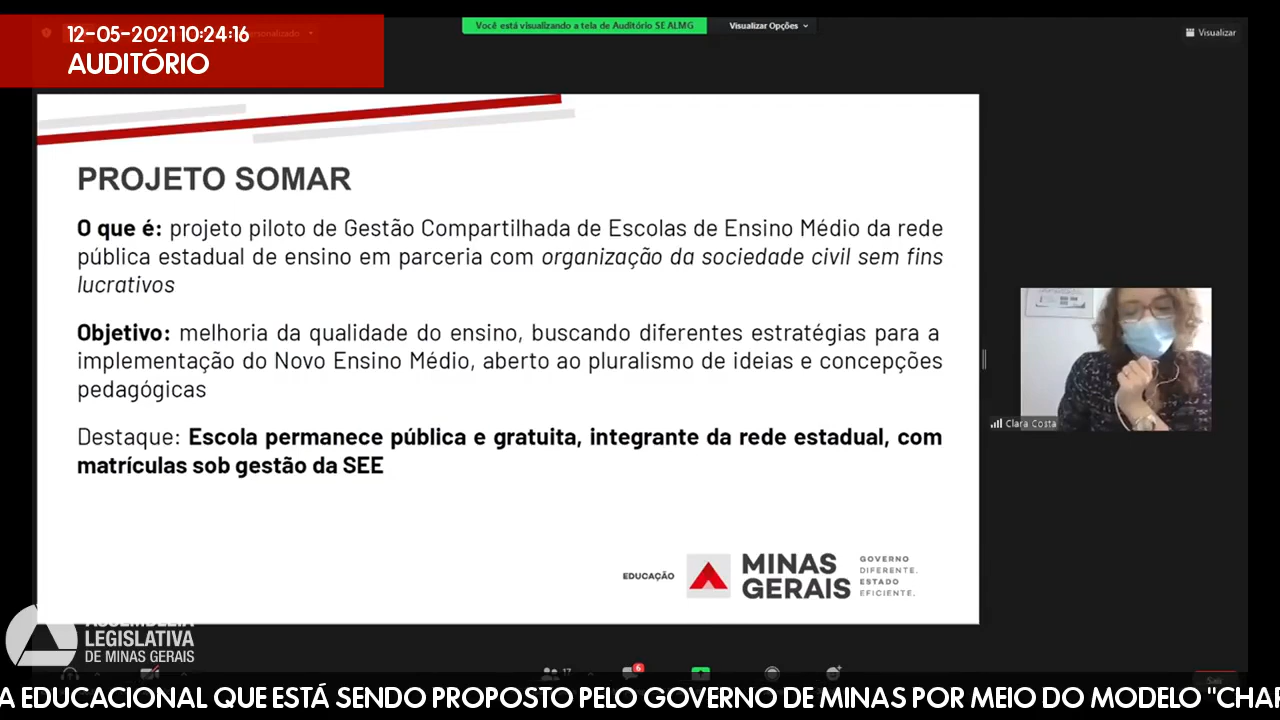 12-05-2021 10:24:16
AUDITÓRIO
Você está visualizando a tela de Auditório SE ALMG
Visualizar Opções
Visualizar
PROJETO SOMAR
O que é: projeto piloto de Gestão Compartilhada de Escolas de Ensino Médio da rede
pública estadual de ensino em parceria com organização da sociedade civil sem fins
lucrativos
Objetivo: melhoria da qualidade do ensino, buscando diferentes estratégias para a
implementação do Novo Ensino Médio, aberto ao pluralismo de ideias e concepções
pedagógicas
Destaque: Escola permanece pública e gratuita, integrante da rede estadual, com
matrículas sob gestão da SEE
Clara Costa
EDUCAÇÃO
MINAS
GERAIS
GOVERNO
DIFERENTE.
ESTADO
EFICIENTE.
ASSEMBLEIA
LEGISLATIVA
DE MINAS GERAIS
17
6
Sair
A EDUCACIONAL QUE ESTÁ SENDO PROPOSTO PELO GOVERNO DE MINAS POR MEIO DO MODELO "CHAR